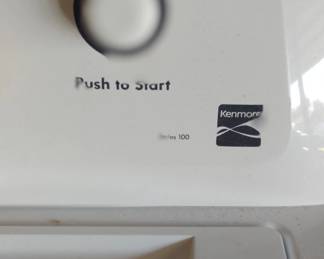 Push to Start
Kenmore
Series 100